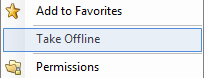 Add to Favorites
Take Offline
Permissions